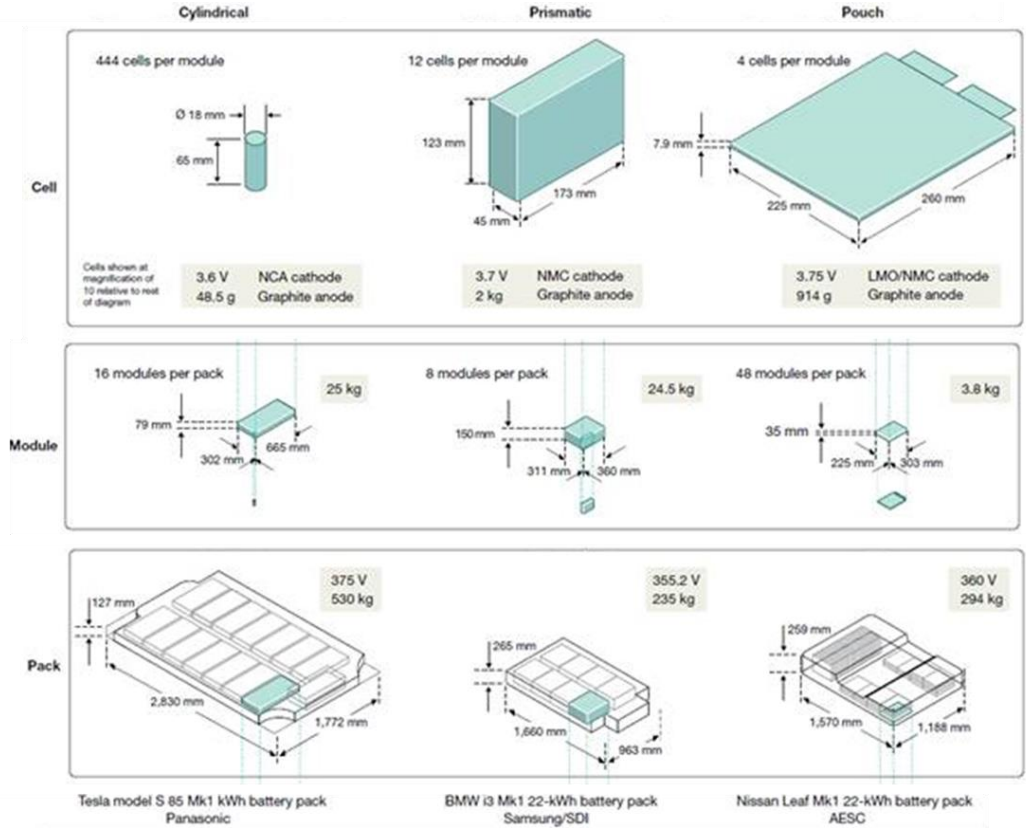 Cylindrical
Prismatic
Pouch
Cell
444 cells per module
Ø 18 mm
65 mm
Cells shown at
magnification of
10 relative to rest
of diagram
3.6 V NCA cathode
48.5 g Graphite anode
12 cells per module
123 mm
45 mm
173 mm
3.7 V NMC cathode
2 kg Graphite anode
4 cells per module
7.9 mm
225 mm
260 mm
3.75 V LMO/NMC cathode
914 g Graphite anode
Module
16 modules per pack
25 kg
79 mm
302 mm
665 mm
8 modules per pack
24.5 kg
150 mm
311 mm
360 mm
48 modules per pack
3.8 kg
35 mm
225 mm
303 mm
Pack
375 V
530 kg
127 mm
2,830 mm
1,772 mm
355.2 V
235 kg
265 mm
1,660 mm
963 mm
360 V
294 kg
259 mm
1,570 mm
1,188 mm
Tesla model S 85 Mk1 kWh battery pack
Panasonic
BMW i3 Mk1 22-kWh battery pack
Samsung/SDI
Nissan Leaf Mk1 22-kWh battery pack
AESC